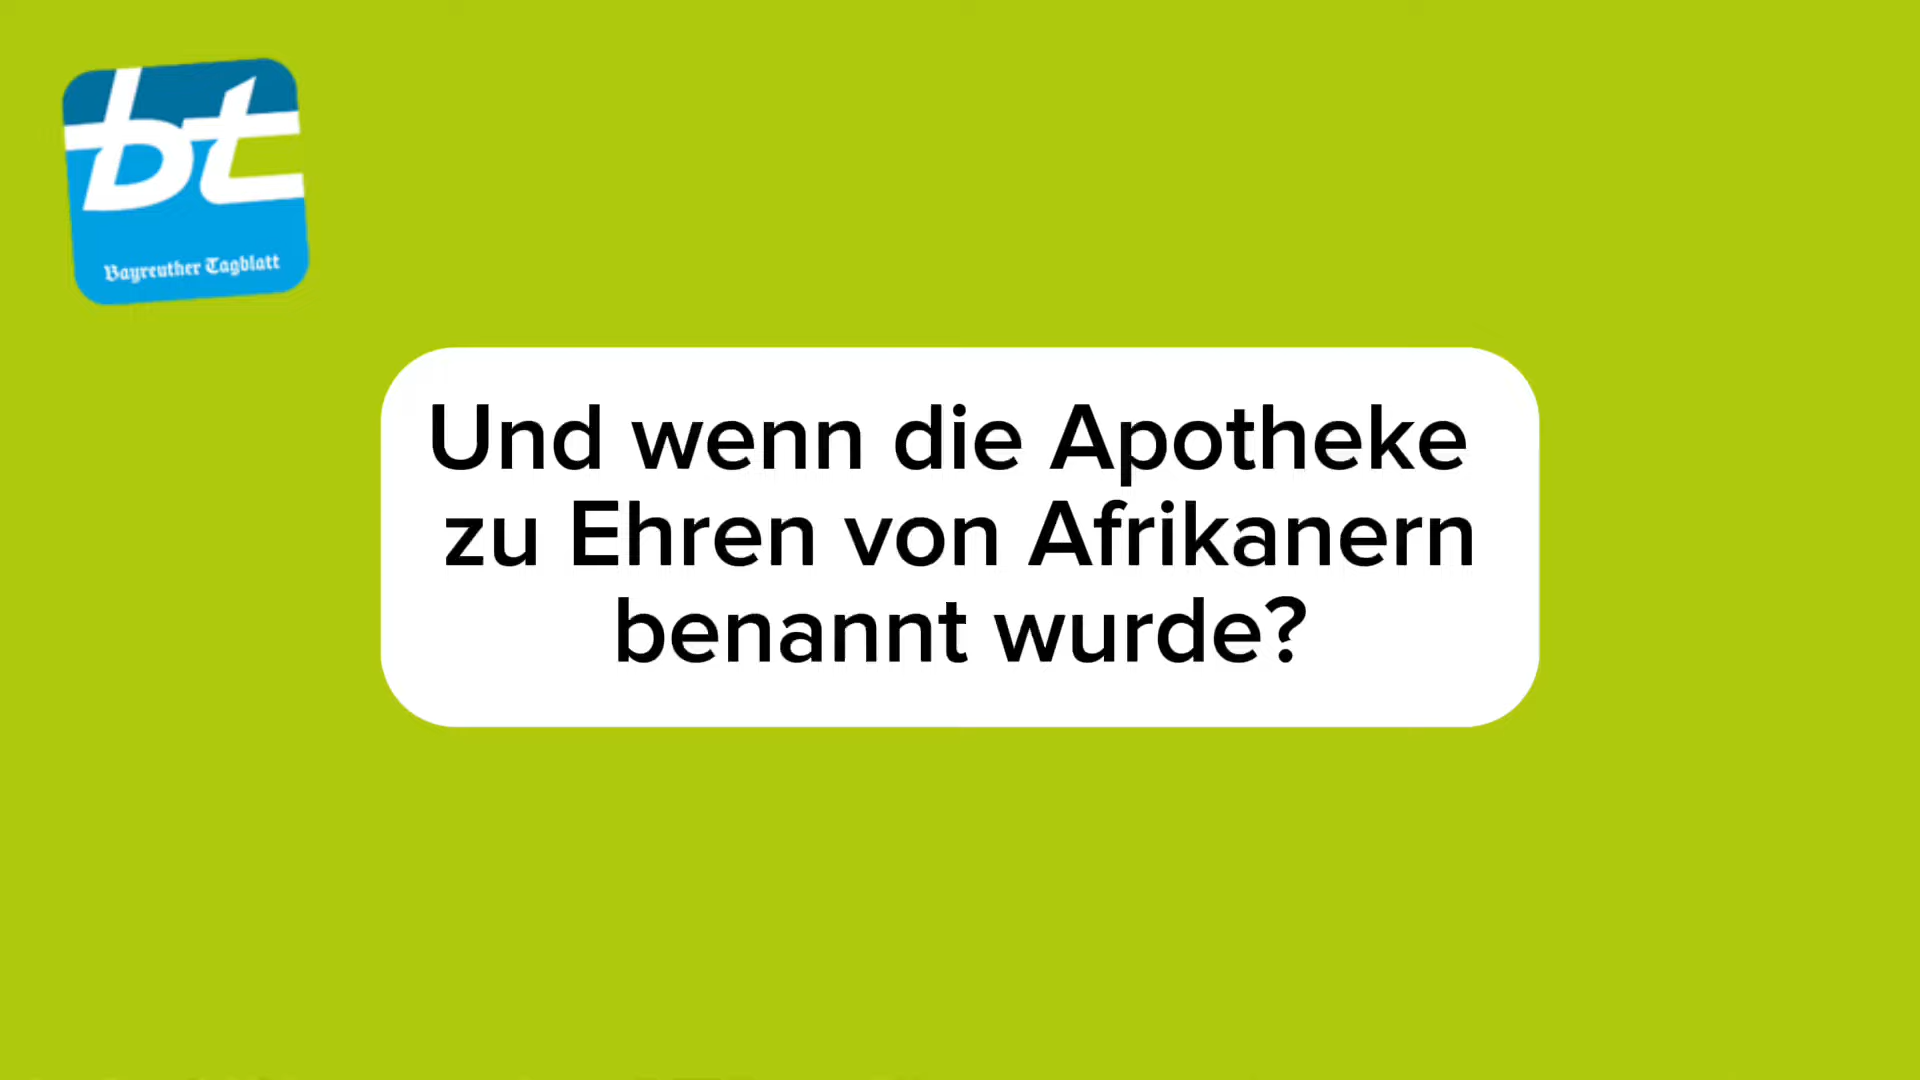 bt
Bayreuther Tagblatt
Und wenn die Apotheke
zu Ehren von Afrikanern
benannt wurde?